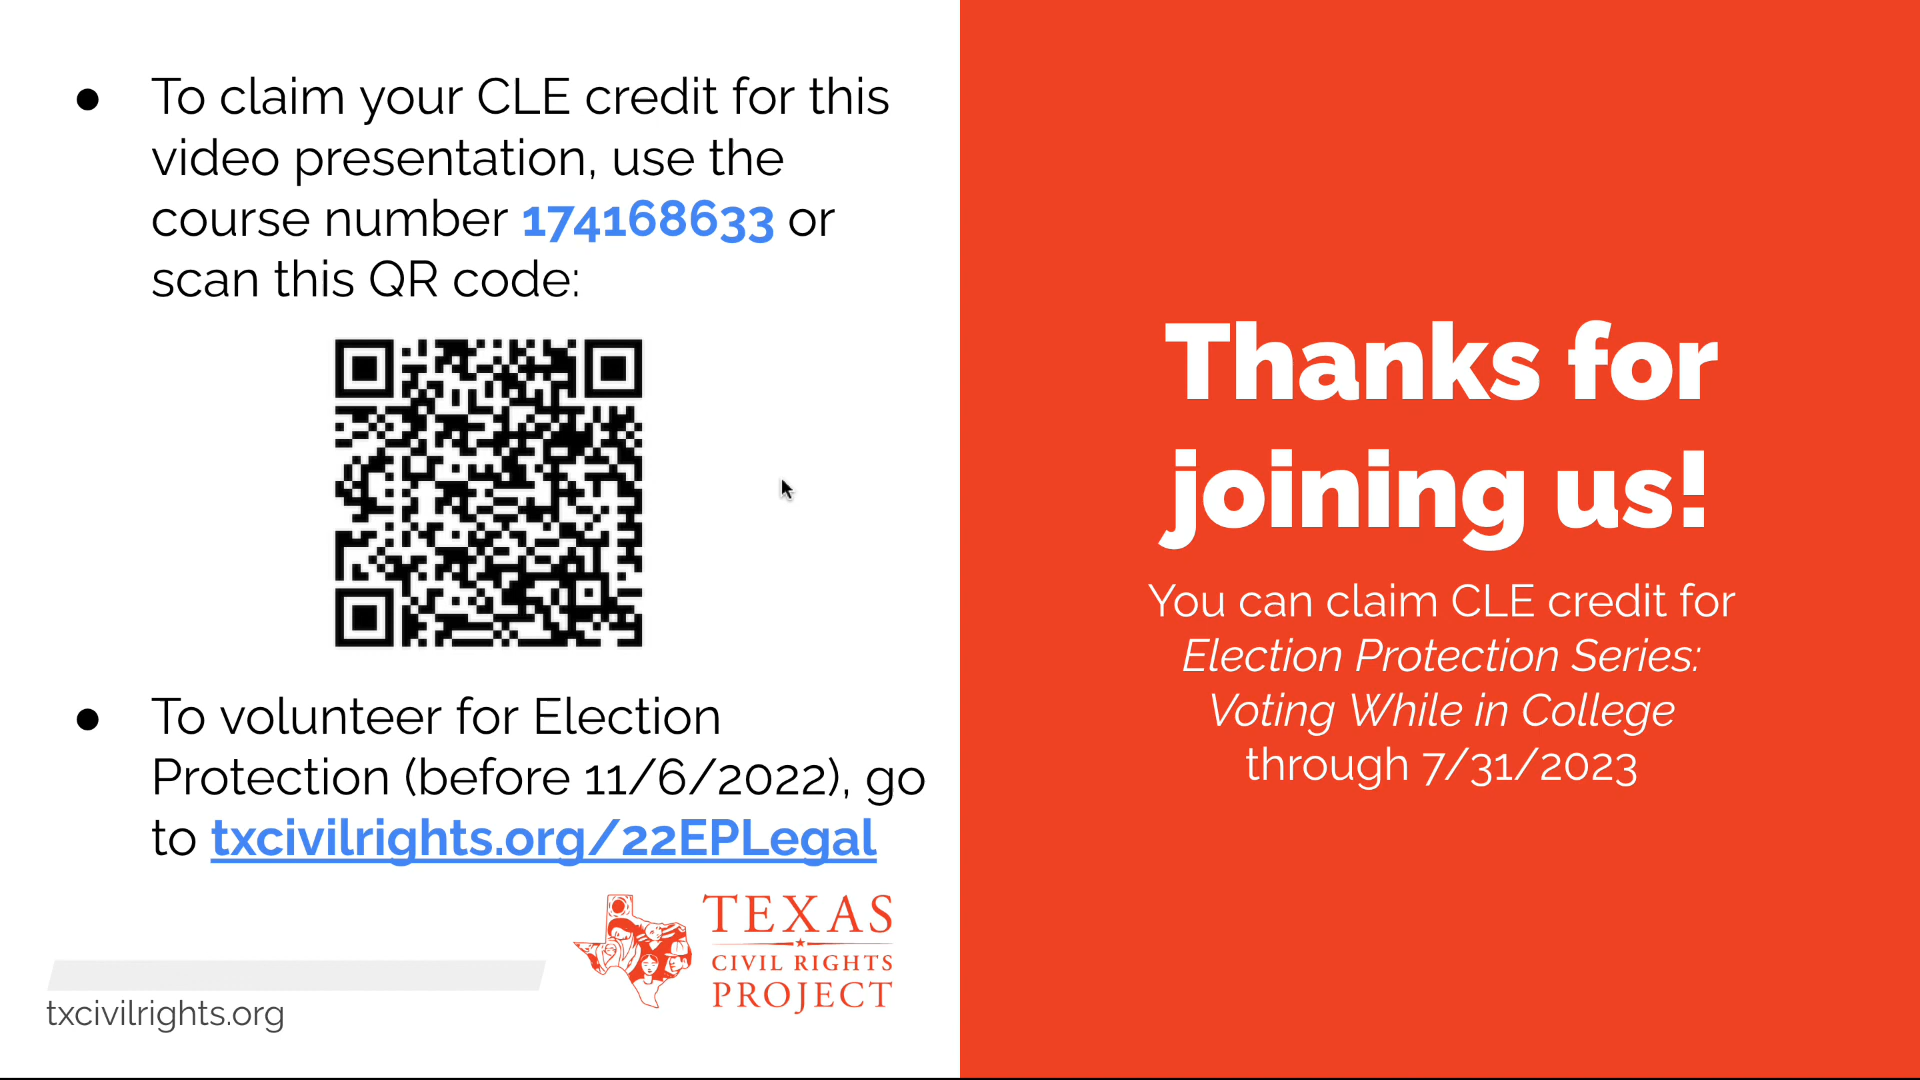 ● To claim your CLE credit for this
video presentation, use the
course number 174168633 or
scan this QR code:
● To volunteer for Election
Protection (before 11/6/2022), go
to txcivilrights.org/22EPLegal
TEXAS
CIVIL RIGHTS
PROJECT
txcivilrights.org
Thanks for
joining us!
You can claim CLE credit for
Election Protection Series:
Voting While in College
through 7/31/2023